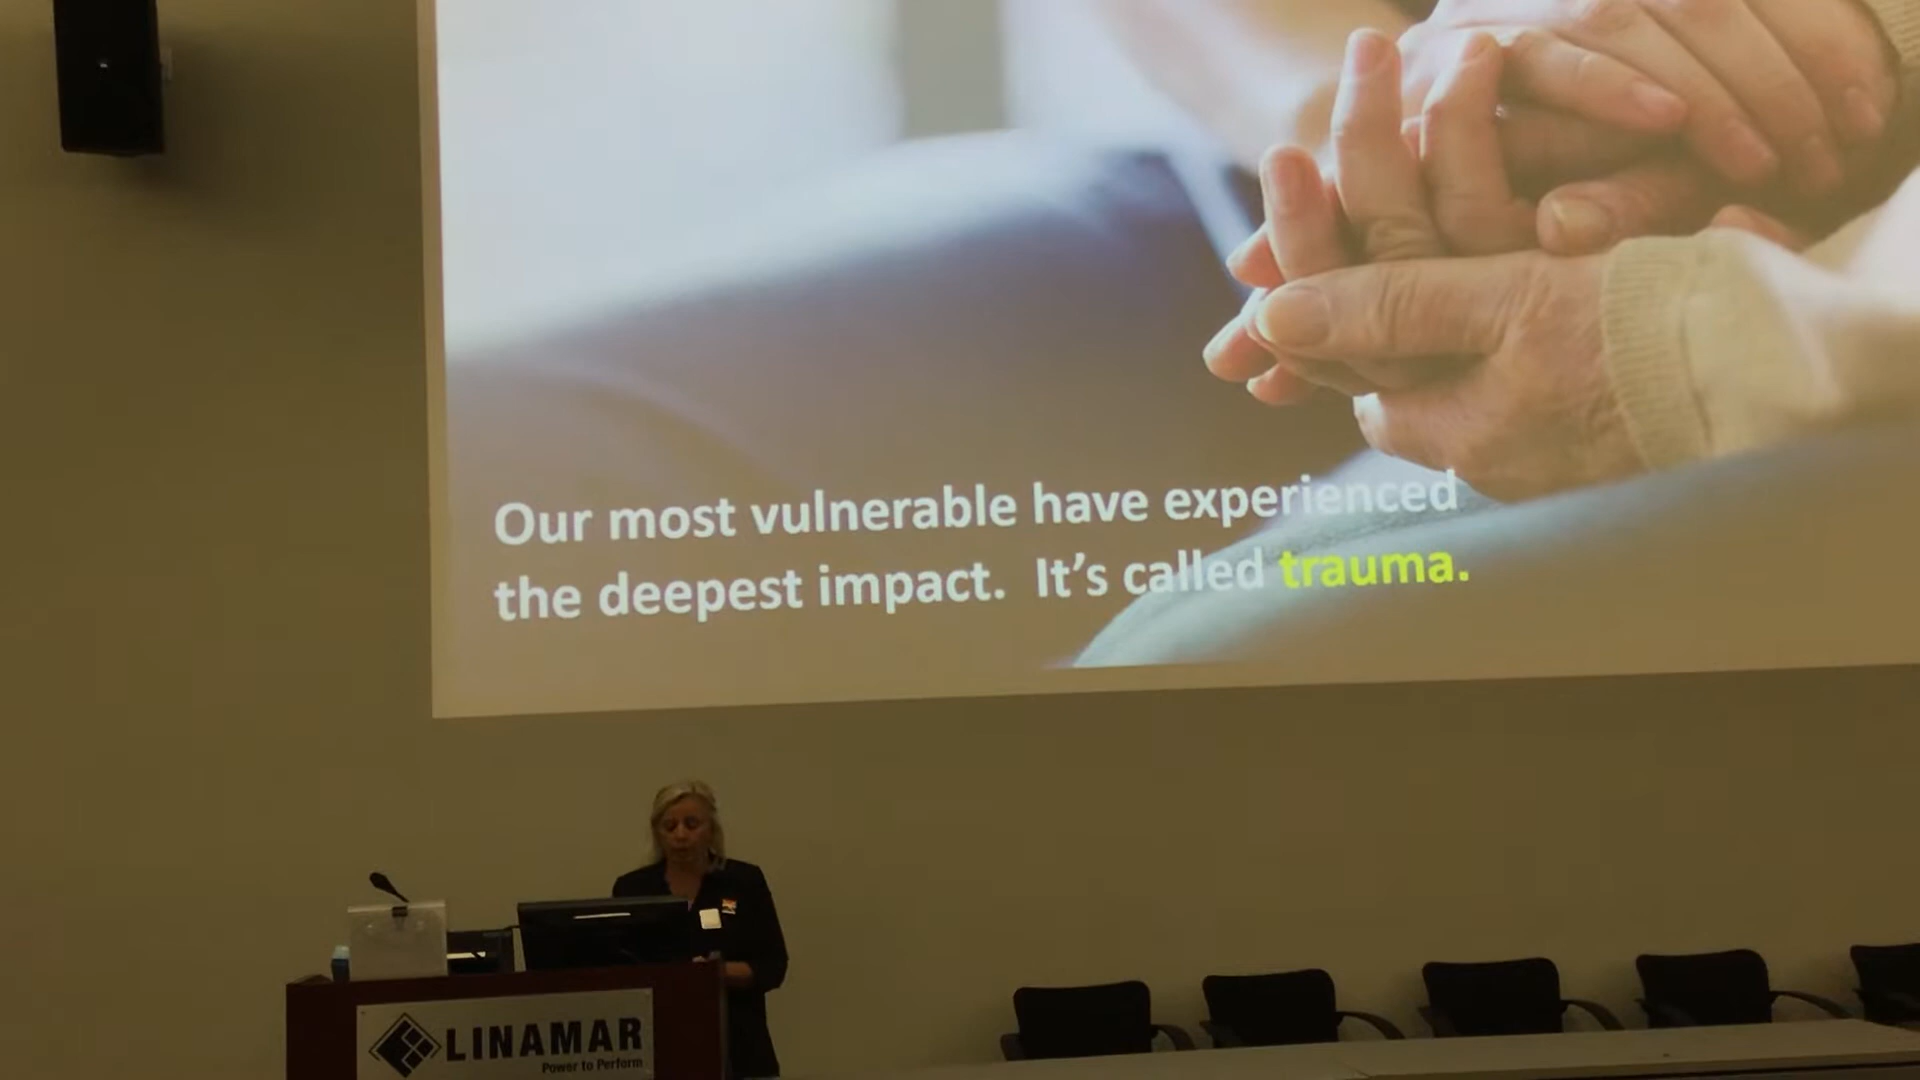 Our most vulnerable have experienced
the deepest impact. It’s called trauma.
LINAMAR
Power to Perform